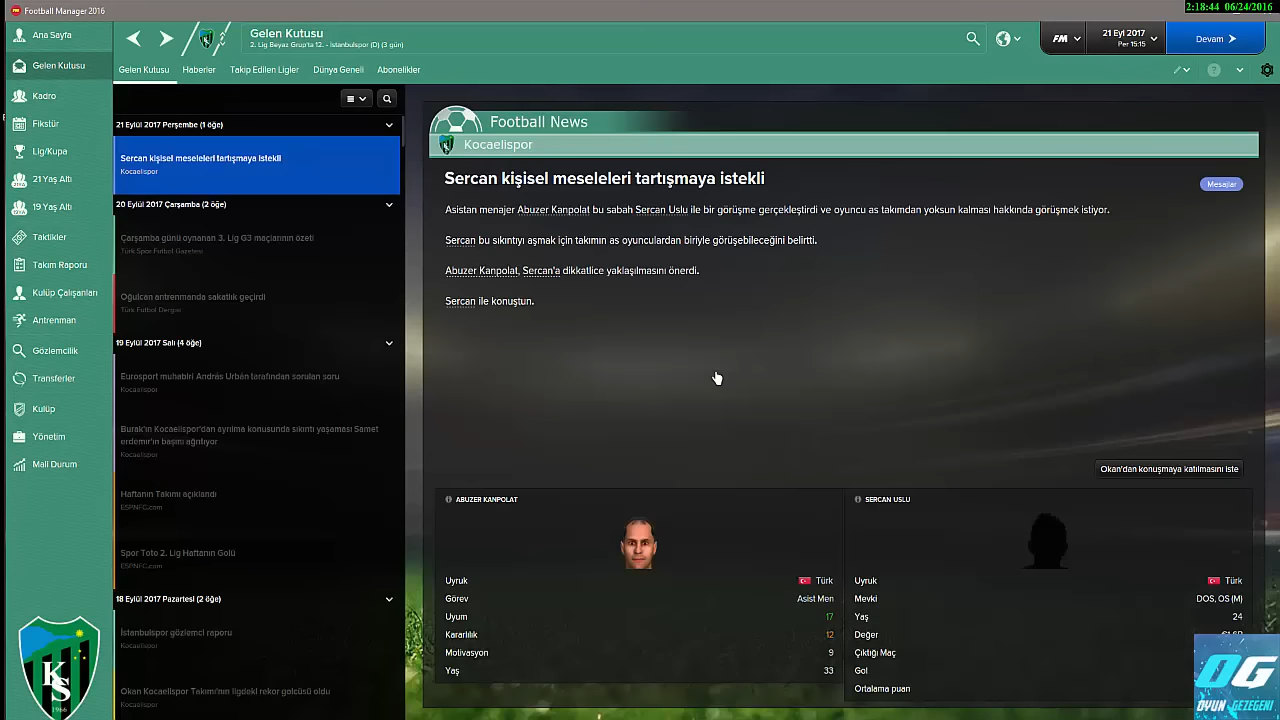 Football Manager 2016
2:18:44 06/24/2016
Ana Sayfa
Gelen Kutusu
Kadro
Fikstür
Lig/Kupa
21 Yaş Altı
19 Yaş Altı
Taktikler
Takım Raporu
Kulüp Çalışanları
Antrenman
Gözlemcilik
Transferler
Kulüp
Yönetim
Mali Durum
Gelen Kutusu
2. Lig Beyaz Grup'ta 12. - İstanbulspor (D) (3 gün)
FM
21 Eyl 2017
Per 15:15
Devam
Gelen Kutusu Haberler Takip Edilen Ligler Dünya Geneli Abonelikler
21 Eylül 2017 Perşembe (1 öğe)
Sercan kişisel meseleleri tartışmaya istekli
Kocaelispor
20 Eylül 2017 Çarşamba (2 öğe)
Çarşamba günü oynanan 3. Lig G3 maçlarının özeti
Türk Spor Futbol Gazetesi
Oğulcan antrenmanda sakatlık geçirdi
Türk Futbol Dergisi
19 Eylül 2017 Salı (4 öğe)
Eurosport muhabiri András Urbán tarafından sorulan soru
Kocaelispor
Burak'ın Kocaelispor'dan ayrılma konusunda sıkıntı yaşaması Samet
erdemir'in başını ağrıtıyor
Kocaelispor
Haftanın Takımı açıklandı
ESPNFC.com
Spor Toto 2. Lig Haftanın Golü
ESPNFC.com
18 Eylül 2017 Pazartesi (2 öğe)
İstanbulspor gözlemci raporu
Kocaelispor
Okan Kocaelispor Takımı'nın ligdeki rekor golcüsü oldu
Kocaelispor
Football News
Kocaelispor
Sercan kişisel meseleleri tartışmaya istekli
Mesajlar
Asistan menajer Abuzer Kanpolat bu sabah Sercan Uslu ile bir görüşme gerçekleştirdi ve oyuncu as takımdan yoksun kalması hakkında görüşmek istiyor.
Sercan bu sıkıntıyı aşmak için takımın as oyunculardan biriyle görüşebileceğini belirtti.
Abuzer Kanpolat, Sercan'a dikkatlice yaklaşılmasını önerdi.
Sercan ile konuştun.
Okan'dan konuşmaya katılmasını iste
ABUZER KANPOLAT
Uyruk Türk
Görev Asist Men
Uyum 17
Kararlılık 12
Motivasyon 9
Yaş 33
SERCAN USLU
Uyruk Türk
Mevki DOS, OS (M)
Yaş 24
Değer
Çıktığı Maç
Gol
Ortalama puan
KS
1966
OG
OYUN GEZEGENİ